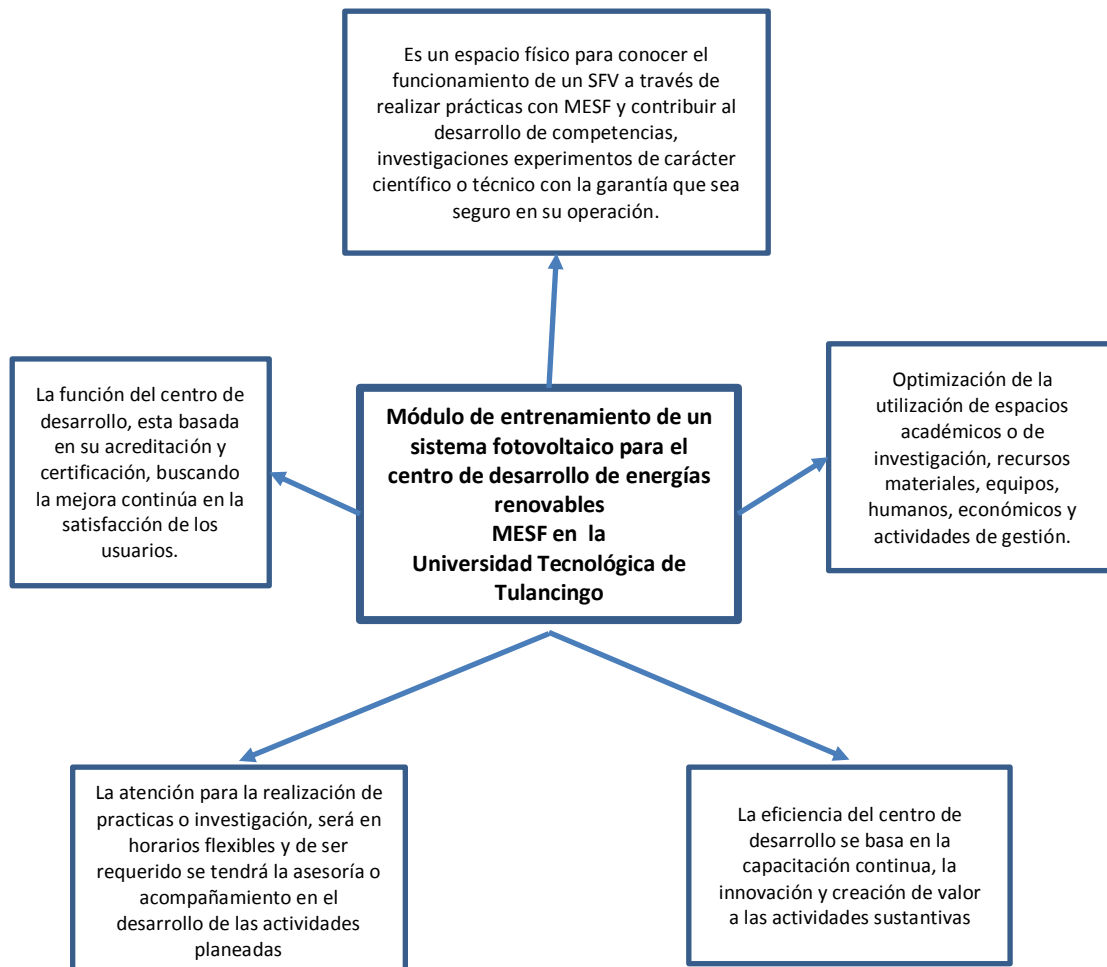 Es un espacio físico para conocer el
funcionamiento de un SFV a través de
realizar prácticas con MESF y contribuir al
desarrollo de competencias,
investigaciones experimentos de carácter
científico o técnico con la garantía que sea
seguro en su operación.
La función del centro de
desarrollo, esta basada
en su acreditación y
certificación, buscando
la mejora continúa en la
satisfacción de los
usuarios.
Módulo de entrenamiento de un
sistema fotovoltaico para el
centro de desarrollo de energías
renovables
MESF en la
Universidad Tecnológica de
Tulancingo
Optimización de la
utilización de espacios
académicos o de
investigación, recursos
materiales, equipos,
humanos, económicos y
actividades de gestión.
La atención para la realización de
practicas o investigación, será en
horarios flexibles y de ser
requerido se tendrá la asesoría o
acompañamiento en el
desarrollo de las actividades
planeadas
La eficiencia del centro de
desarrollo se basa en la
capacitación continua, la
innovación y creación de valor
a las actividades sustantivas